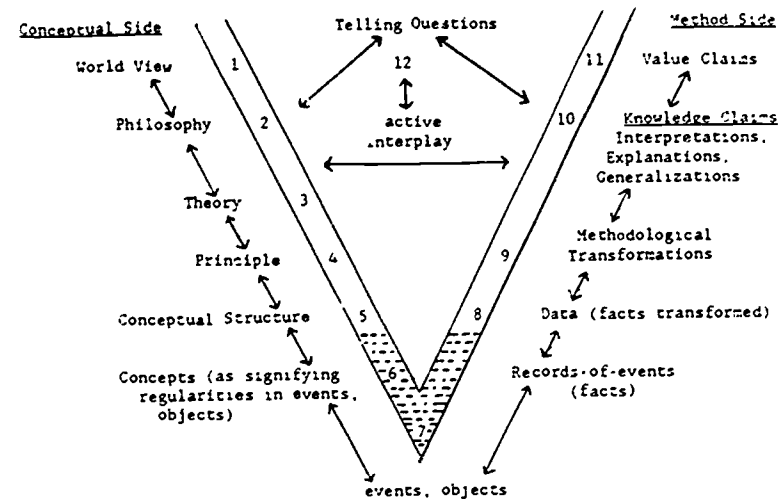 Conceptual Side
Telling Questions
Method Side
World View
1
12
11
Value Claims
Philosophy
2
active
interplay
10
Knowledge Claims
Interpretations,
Explanations,
Generalizations
Theory
3
Principle
4
9
Methodological
Transformations
Conceptual Structure
5
8
Data (facts transformed)
Concepts (as signifying
regularities in events,
objects)
6
Records-of-events
(facts)
7
events, objects